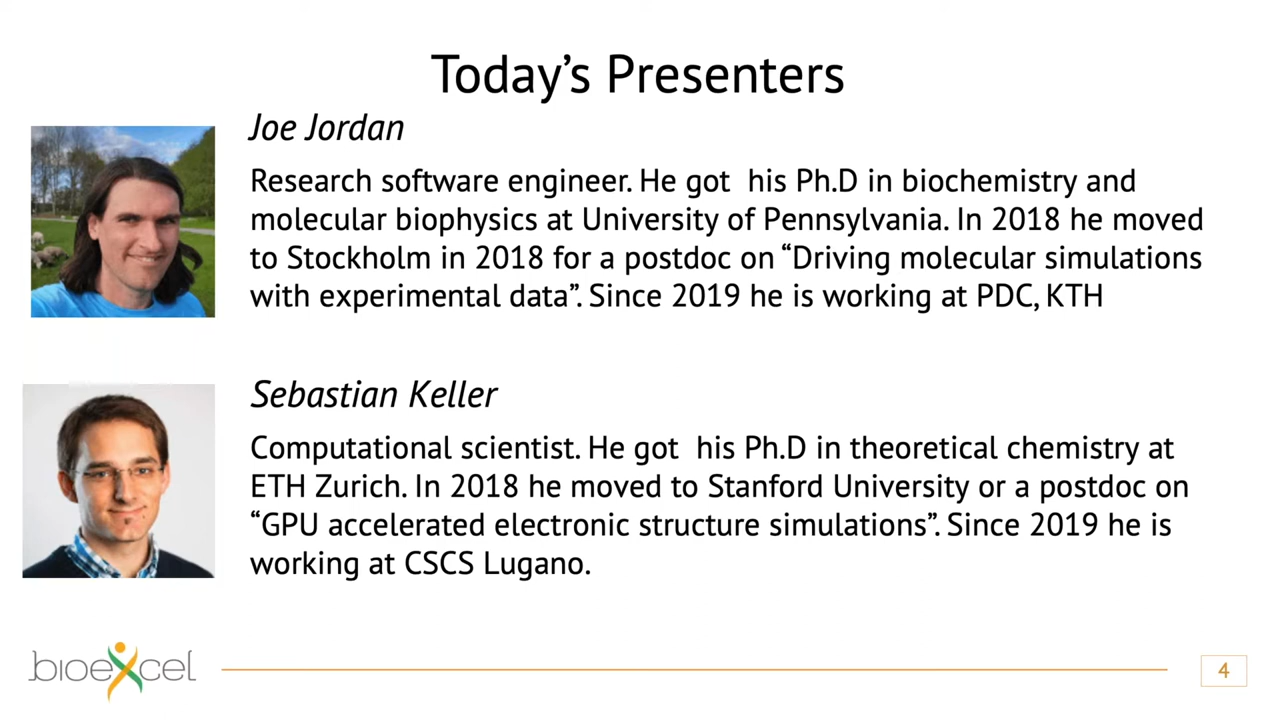 Today’s Presenters
Joe Jordan
Research software engineer. He got  his Ph.D in biochemistry and
molecular biophysics at University of Pennsylvania. In 2018 he moved
to Stockholm in 2018 for a postdoc on “Driving molecular simulations
with experimental data”. Since 2019 he is working at PDC, KTH
Sebastian Keller
Computational scientist. He got  his Ph.D in theoretical chemistry at
ETH Zurich. In 2018 he moved to Stanford University or a postdoc on
“GPU accelerated electronic structure simulations”. Since 2019 he is
working at CSCS Lugano.
bioexcel
4